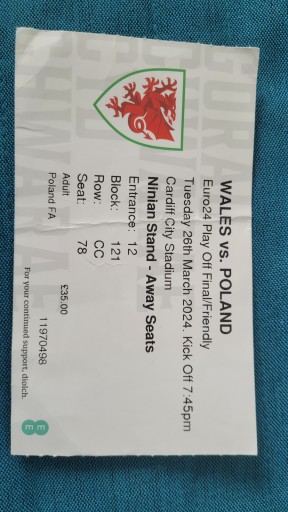 WALES vs. POLAND
Euro24 Play Off Final/Friendly
Tuesday 26th March 2024. Kick Off 7:45pm
Cardiff City Stadium
Ninian Stand - Away Seats
Entrance: 12
Block: 121
Row: CC
Seat: 78
Adult £35.00
Poland FA
11970498
For your continued support, diolch.
EE